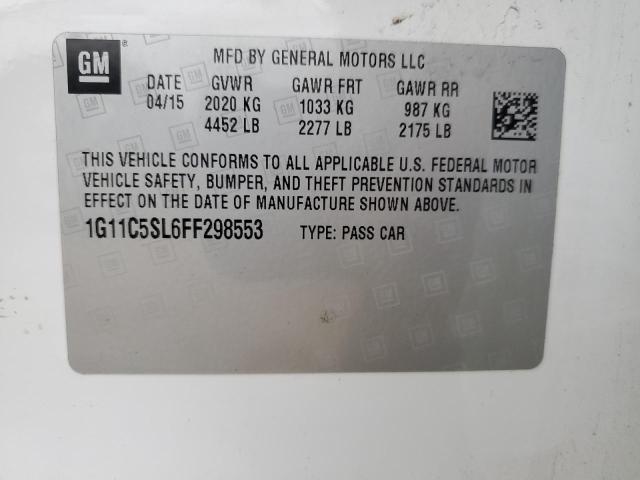 GM
MFD BY GENERAL MOTORS LLC
DATE GVWR GAWR FRT GAWR RR
04/15 2020 KG 1033 KG 987 KG
4452 LB 2277 LB 2175 LB
THIS VEHICLE CONFORMS TO ALL APPLICABLE U.S. FEDERAL MOTOR
VEHICLE SAFETY, BUMPER, AND THEFT PREVENTION STANDARDS IN
EFFECT ON THE DATE OF MANUFACTURE SHOWN ABOVE.
1G11C5SL6FF298553 TYPE: PASS CAR